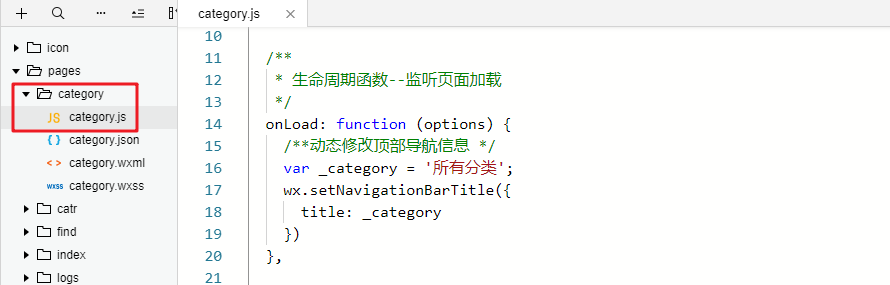 category.js
icon
pages
category
JS category.js
{ } category.json
< > category.wxml
wxss category.wxss
catr
find
index
logs
10
11 /**
12 * 生命周期函数--监听页面加载
13 */
14 onLoad: function (options) {
15 /**动态修改顶部导航信息 */
16 var _category = '所有分类';
17 wx.setNavigationBarTitle({
18 title: _category
19 })
20 },
21